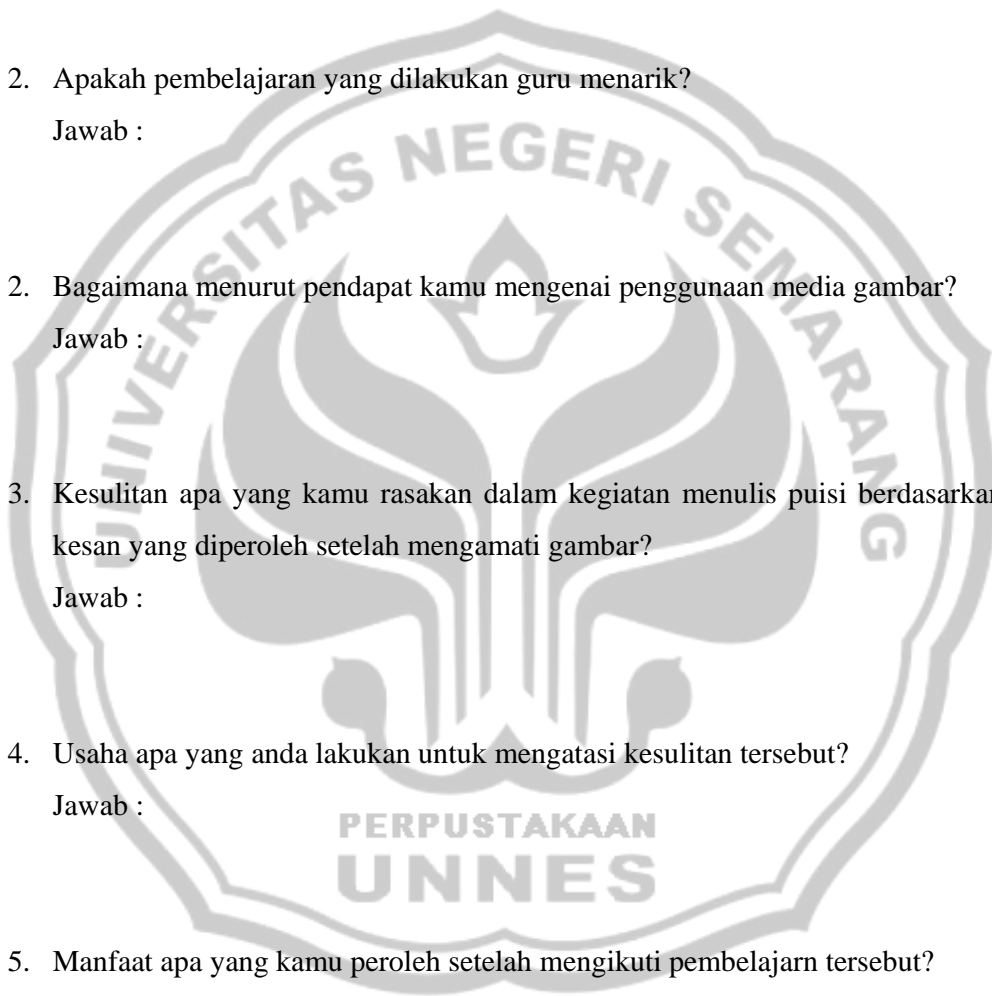 2. Apakah pembelajaran yang dilakukan guru menarik?
Jawab :
UNIVERSITAS NEGERI SEMARANG
2. Bagaimana menurut pendapat kamu mengenai penggunaan media gambar?
Jawab :
3. Kesulitan apa yang kamu rasakan dalam kegiatan menulis puisi berdasarkan
kesan yang diperoleh setelah mengamati gambar?
Jawab :
4. Usaha apa yang anda lakukan untuk mengatasi kesulitan tersebut?
Jawab :
PERPUSTAKAAN
UNNES
5. Manfaat apa yang kamu peroleh setelah mengikuti pembelajarn tersebut?